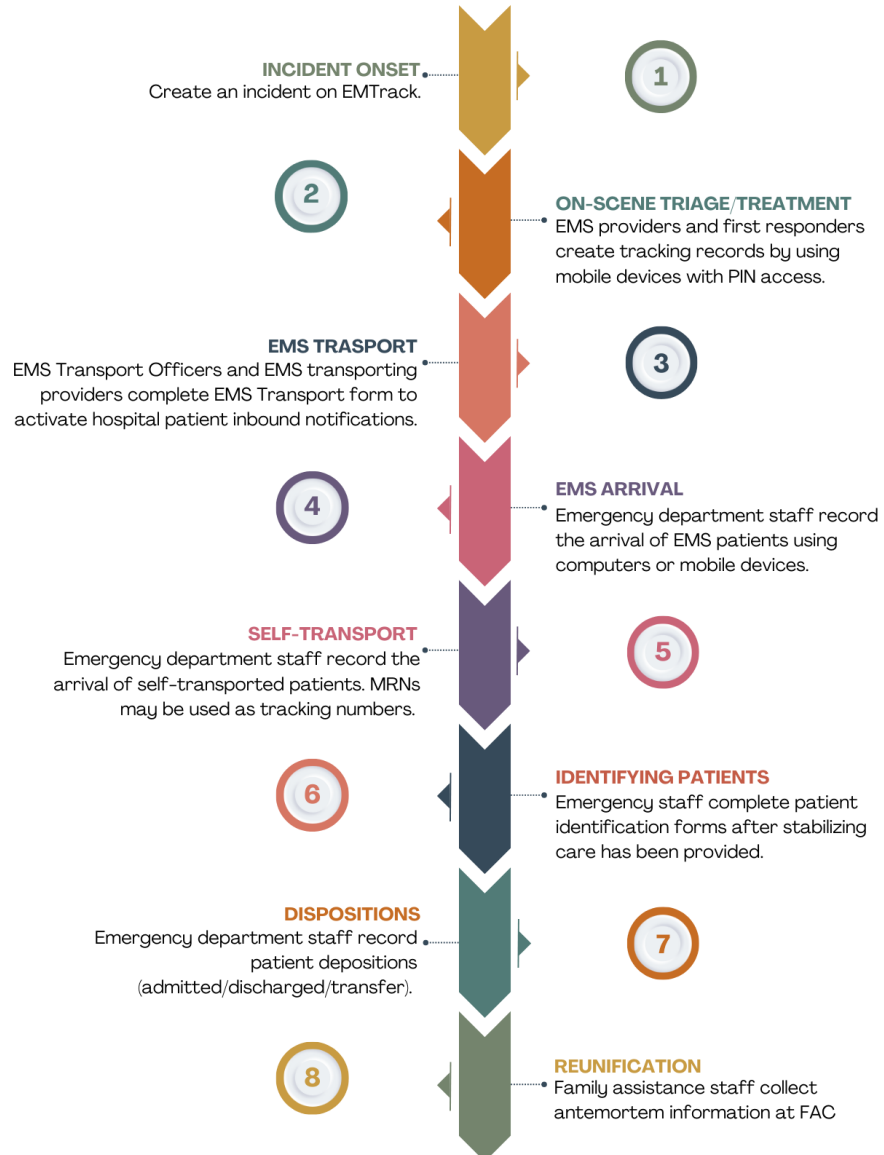 1
INCIDENT ONSET
Create an incident on EMTrack.
2
ON-SCENE TRIAGE/TREATMENT
EMS providers and first responders
create tracking records by using
mobile devices with PIN access.
3
EMS TRASPORT
EMS Transport Officers and EMS transporting
providers complete EMS Transport form to
activate hospital patient inbound notifications.
4
EMS ARRIVAL
Emergency department staff record
the arrival of EMS patients using
computers or mobile devices.
5
SELF-TRANSPORT
Emergency department staff record the
arrival of self-transported patients. MRNs
may be used as tracking numbers.
6
IDENTIFYING PATIENTS
Emergency staff complete patient
identification forms after stabilizing
care has been provided.
7
DISPOSITIONS
Emergency department staff record
patient depositions
(admitted/discharged/transfer).
8
REUNIFICATION
Family assistance staff collect
antemortem information at FAC